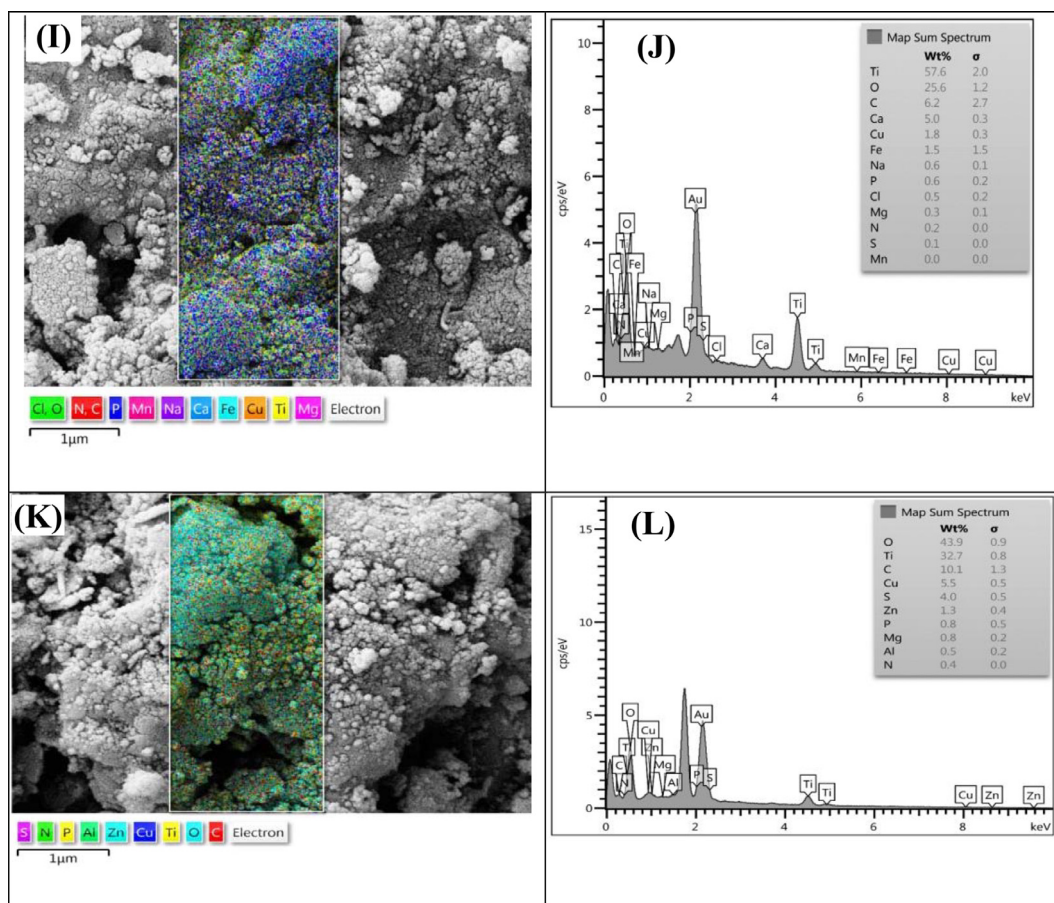 (I)
Cl, O N, C P Mn Na Ca Fe Cu Ti Mg Electron
1µm
(J)
Map Sum Spectrum
Wt% σ
Ti 57.6 2.0
O 25.6 1.2
C 6.2 2.7
Ca 5.0 0.3
Cu 1.8 0.3
Fe 1.5 1.5
Na 0.6 0.1
P 0.6 0.2
Cl 0.5 0.2
Mg 0.3 0.1
N 0.2 0.0
S 0.1 0.0
Mn 0.0 0.0
10
8
6
4
2
0
cps/eV
O
Au
C Fe
Na
Mg
Ca
N
Mn
P S
Cl Ca Ti Ti Mn Fe Fe Cu Cu
0 2 4 6 8 keV
(K)
S N P Al Zn Cu Ti O C Electron
1µm
(L)
Map Sum Spectrum
Wt% σ
O 43.9 0.9
Ti 32.7 0.8
C 10.1 1.3
Cu 5.5 0.5
S 4.0 0.5
Zn 1.3 0.4
P 0.8 0.5
Mg 0.8 0.2
Al 0.5 0.2
N 0.4 0.0
15
10
5
0
cps/eV
O Au
Cu
Zn
C Mg
N Al P S Ti Ti Cu Zn Zn
0 2 4 6 8 keV